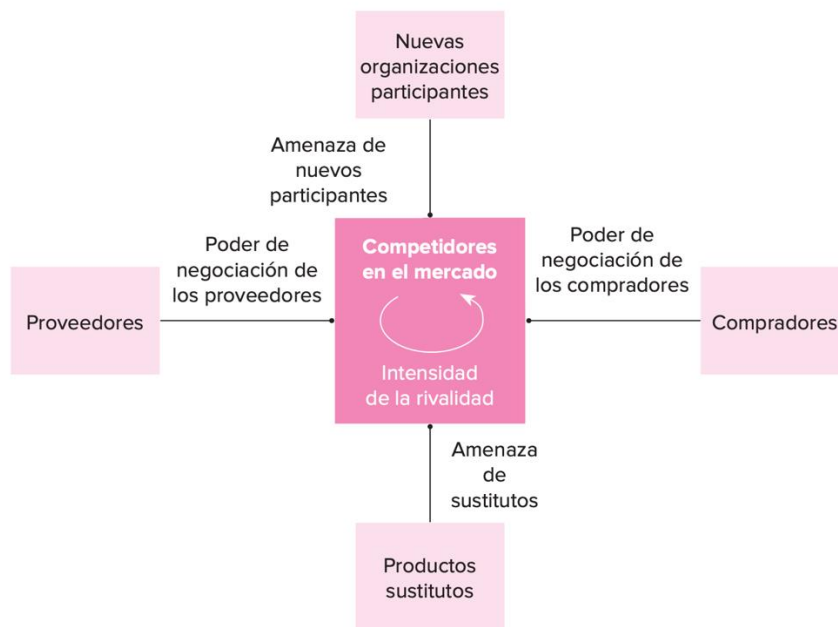 Nuevas
organizaciones
participantes
Amenaza de
nuevos
participantes
Poder de
negociación de
los proveedores
Competidores
en el mercado
Poder de
negociación de
los compradores
Proveedores
Compradores
Intensidad
de la rivalidad
Amenaza
de
sustitutos
Productos
sustitutos